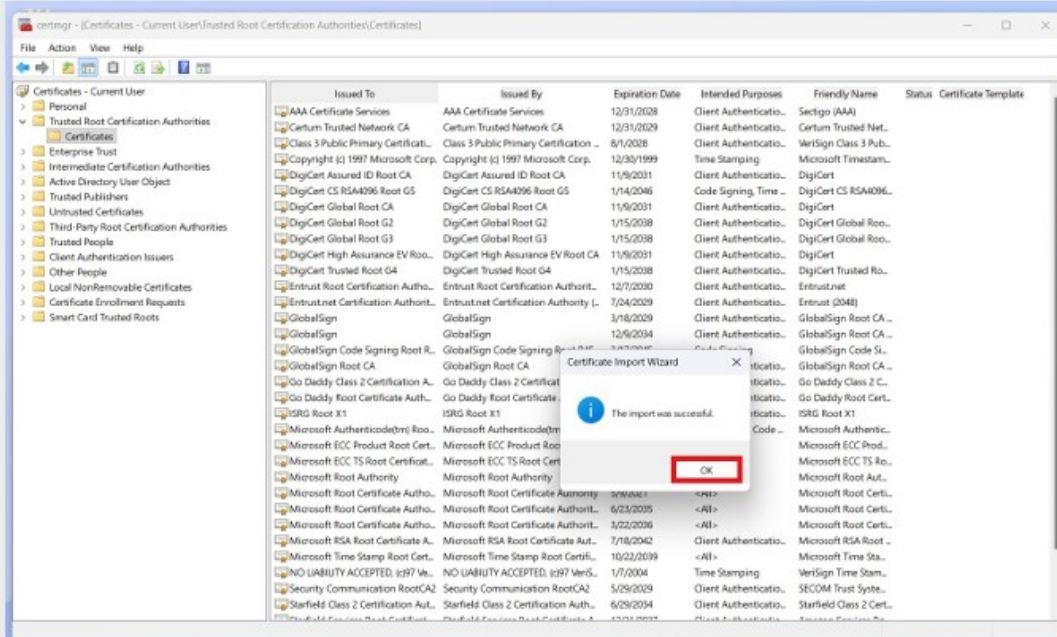 certmgr - [Certificates - Current User\Trusted Root Certification Authorities\Certificates]
File Action View Help
Certificates - Current User
Personal
Trusted Root Certification Authorities
Certificates
Enterprise Trust
Intermediate Certification Authorities
Active Directory User Object
Trusted Publishers
Untrusted Certificates
Third-Party Root Certification Authorities
Trusted People
Client Authentication Issuers
Other People
Local NonRemovable Certificates
Certificate Enrollment Requests
Smart Card Trusted Roots
Issued To Issued By Expiration Date Intended Purposes Friendly Name Status Certificate Template
AAA Certificate Services AAA Certificate Services 12/31/2028 Client Authenticatio... Sectigo (AAA)
Certum Trusted Network CA Certum Trusted Network CA 12/31/2029 Client Authenticatio... Certum Trusted Net...
Class 3 Public Primary Certificati... Class 3 Public Primary Certification ... 8/1/2028 Client Authenticatio... VeriSign Class 3 Pub...
Copyright (c) 1997 Microsoft Corp. Copyright (c) 1997 Microsoft Corp. 12/30/1999 Time Stamping Microsoft Timestam...
DigiCert Assured ID Root CA DigiCert Assured ID Root CA 11/9/2031 Client Authenticatio... DigiCert
DigiCert CS RSA4096 Root G5 DigiCert CS RSA4096 Root G5 1/14/2046 Code Signing, Time ... DigiCert CS RSA4096...
DigiCert Global Root CA DigiCert Global Root CA 11/9/2031 Client Authenticatio... DigiCert
DigiCert Global Root G2 DigiCert Global Root G2 1/15/2038 Client Authenticatio... DigiCert Global Roo...
DigiCert Global Root G3 DigiCert Global Root G3 1/15/2038 Client Authenticatio... DigiCert Global Roo...
DigiCert High Assurance EV Roo... DigiCert High Assurance EV Root CA 11/9/2031 Client Authenticatio... DigiCert
DigiCert Trusted Root G4 DigiCert Trusted Root G4 1/15/2038 Client Authenticatio... DigiCert Trusted Ro...
Entrust Root Certification Autho... Entrust Root Certification Authorit... 12/7/2030 Client Authenticatio... Entrust.net
Entrust.net Certification Authorit... Entrust.net Certification Authority (... 7/24/2029 Client Authenticatio... Entrust (2048)
GlobalSign GlobalSign 3/18/2029 Client Authenticatio... GlobalSign Root CA ...
GlobalSign GlobalSign 12/9/2034 Client Authenticatio... GlobalSign Root CA ...
GlobalSign Code Signing Root R... GlobalSign Code Signing GlobalSign Code Si...
GlobalSign Root CA GlobalSign Root CA GlobalSign Root CA ...
Go Daddy Class 2 Certification A... Go Daddy Class 2 Certificat Go Daddy Class 2 C...
Go Daddy Root Certificate Auth... Go Daddy Root Certificate Go Daddy Root Cert...
ISRG Root X1 ISRG Root X1 ISRG Root X1
Microsoft Authenticode(tm) Roo... Microsoft Authenticode(tm Code ... Microsoft Authentic...
Microsoft ECC Product Root Cert... Microsoft ECC Product Roo Microsoft ECC Prod...
Microsoft ECC TS Root Certificat... Microsoft ECC TS Root Cert Microsoft ECC TS Ro...
Microsoft Root Authority Microsoft Root Authority Microsoft Root Aut...
Microsoft Root Certificate Autho... Microsoft Root Certificate Authority 5/9/2021 <All> Microsoft Root Certi...
Microsoft Root Certificate Autho... Microsoft Root Certificate Authorit... 6/23/2035 <All> Microsoft Root Certi...
Microsoft Root Certificate Autho... Microsoft Root Certificate Authorit... 3/22/2036 <All> Microsoft Root Certi...
Microsoft RSA Root Certificate A... Microsoft RSA Root Certificate Aut... 7/18/2042 Client Authenticatio... Microsoft RSA Root ...
Microsoft Time Stamp Root Cert... Microsoft Time Stamp Root Certifi... 10/22/2039 <All> Microsoft Time Sta...
NO LIABILITY ACCEPTED, (c)97 Ve... NO LIABILITY ACCEPTED, (c)97 VeriS... 1/7/2004 Time Stamping VeriSign Time Stam...
Security Communication RootCA2 Security Communication RootCA2 5/29/2029 Client Authenticatio... SECOM Trust Syste...
Starfield Class 2 Certification Aut... Starfield Class 2 Certification Auth... 6/29/2034 Client Authenticatio... Starfield Class 2 Cert...
Certificate Import Wizard
The import was successful.
OK